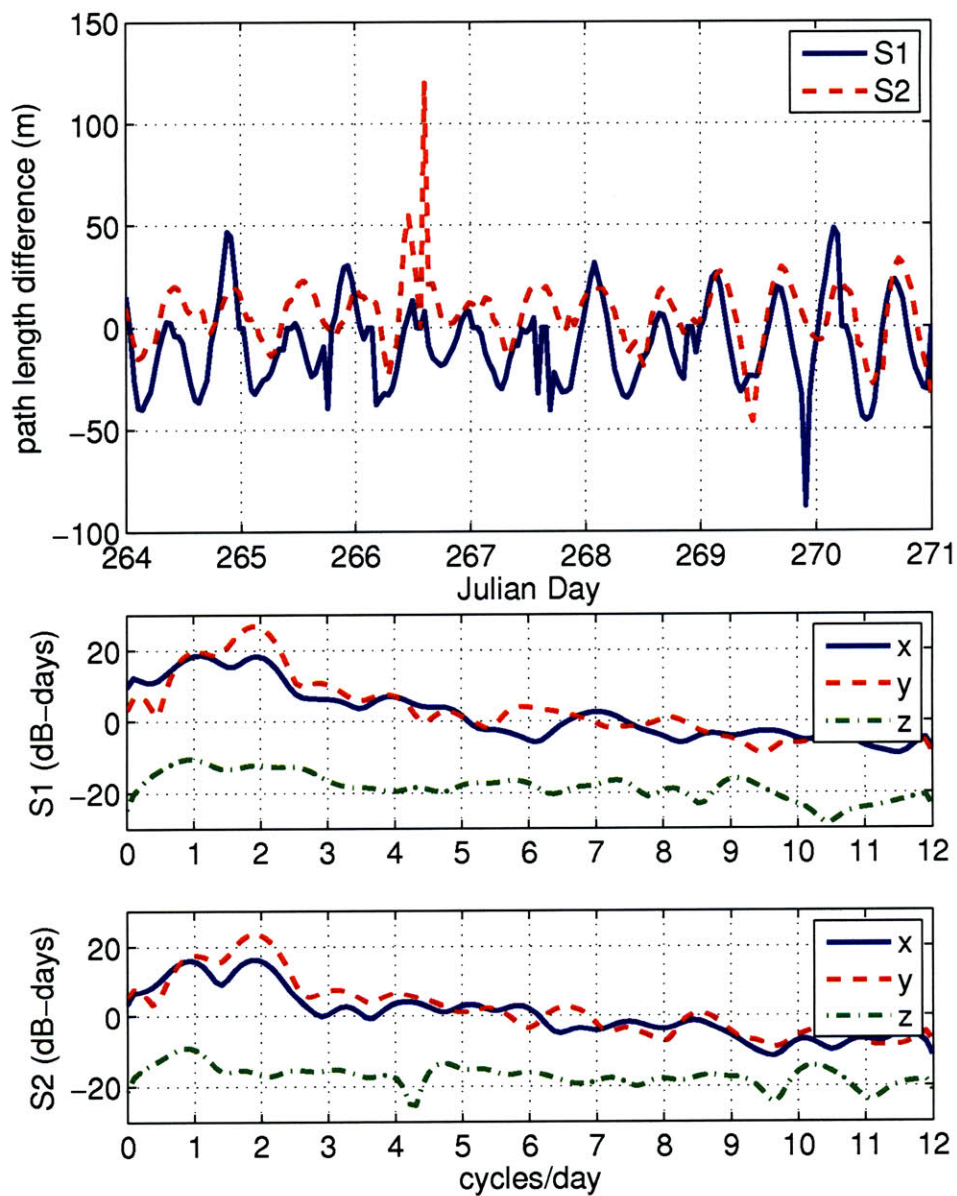 150
100
50
0
−50
−100
path length difference (m)
S1
S2
264 265 266 267 268 269 270 271
Julian Day
20
0
−20
S1 (dB−days)
x
y
z
0 1 2 3 4 5 6 7 8 9 10 11 12
20
0
−20
S2 (dB−days)
x
y
z
0 1 2 3 4 5 6 7 8 9 10 11 12
cycles/day